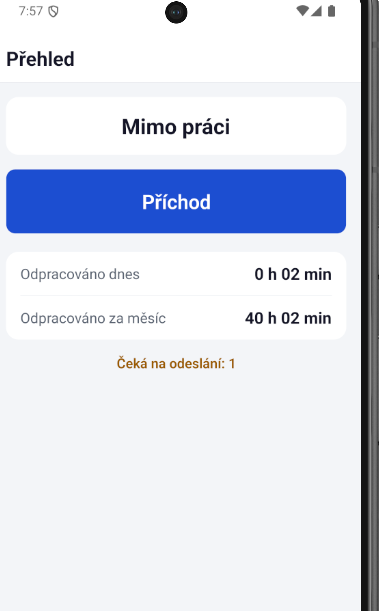 7:57
Přehled
Mimo práci
Příchod
Odpracováno dnes 0 h 02 min
Odpracováno za měsíc 40 h 02 min
Čeká na odeslání: 1